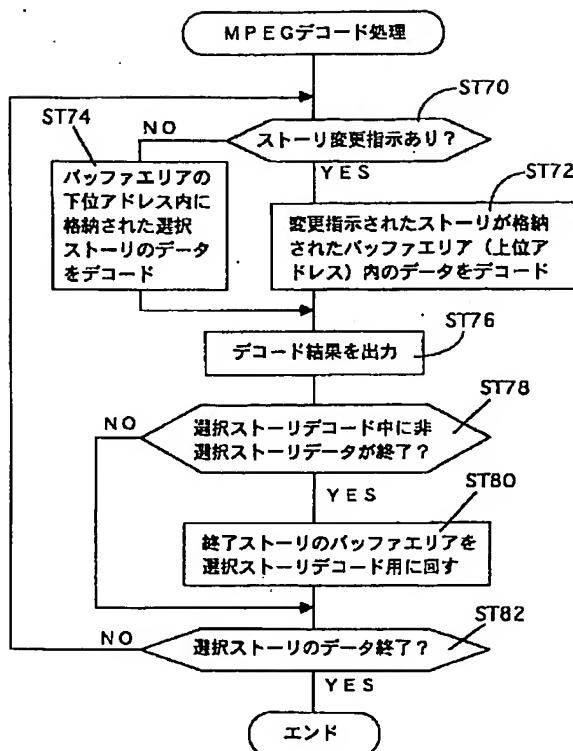 MPEGデコード処理
ST70
ST74
NO
ストーリ変更指示あり?
YES
ST72
バッファエリアの
下位アドレス内に
格納された選択
ストーリのデータ
をデコード
変更指示されたストーリが格納
されたバッファエリア(上位ア
ドレス)内のデータをデコード
ST76
デコード結果を出力
ST78
NO
選択ストーリデコード中に非
選択ストーリデータが終了?
YES
ST80
終了ストーリのバッファエリアを
選択ストーリデコード用に回す
ST82
NO
選択ストーリのデータ終了?
YES
エンド